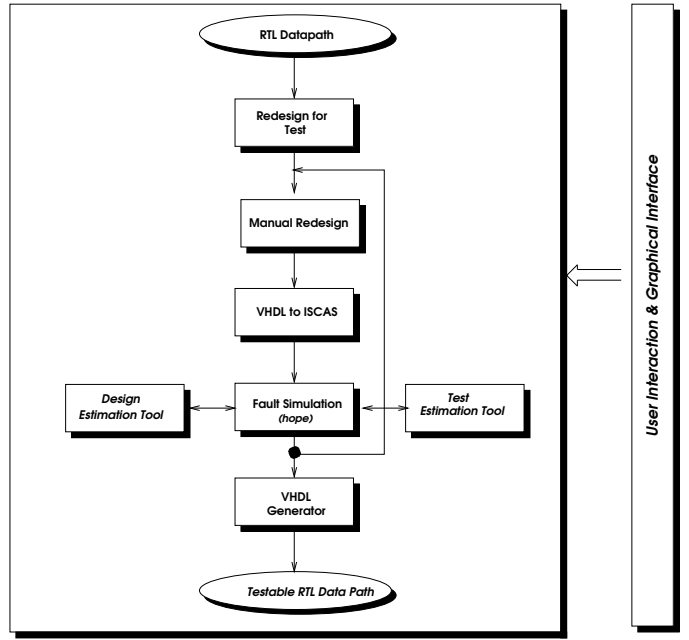 RTL Datapath
Redesign for
Test
Manual Redesign
VHDL to ISCAS
Design
Estimation Tool
Fault Simulation
(hope)
Test
Estimation Tool
VHDL
Generator
Testable RTL Data Path
User Interaction & Graphical Interface